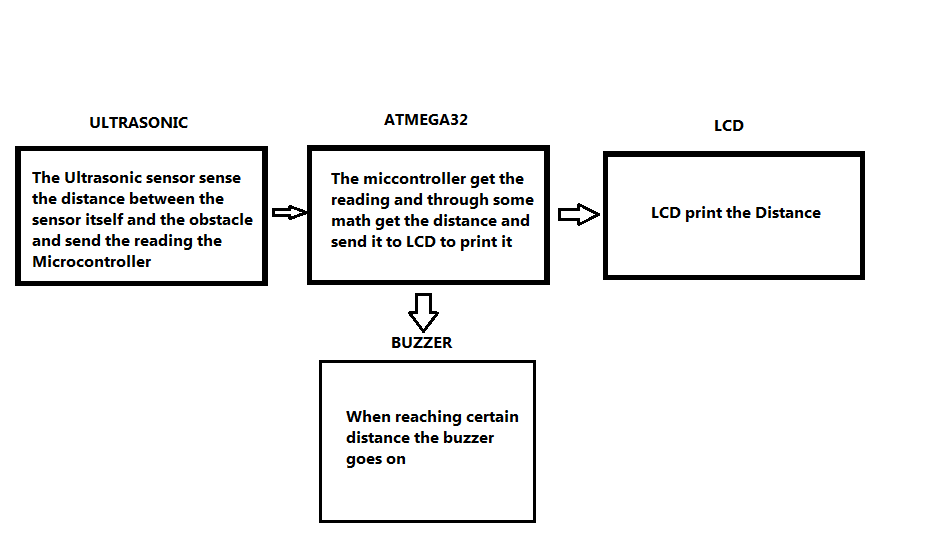 ULTRASONIC
The Ultrasonic sensor sense
the distance between the
sensor itself and the obstacle
and send the reading the
Microcontroller
ATMEGA32
The miccontroller get the
reading and through some
math get the distance and
send it to LCD to print it
LCD
LCD print the Distance
BUZZER
When reaching certain
distance the buzzer
goes on